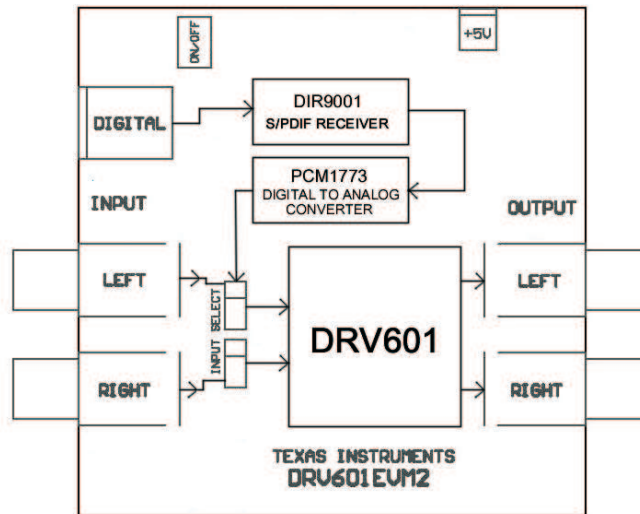 ON/OFF
+5V
DIGITAL
DIR9001
S/PDIF RECEIVER
PCM1773
DIGITAL TO ANALOG
CONVERTER
INPUT
OUTPUT
LEFT
INPUT SELECT
DRV601
LEFT
RIGHT
RIGHT
TEXAS INSTRUMENTS
DRV601EVM2